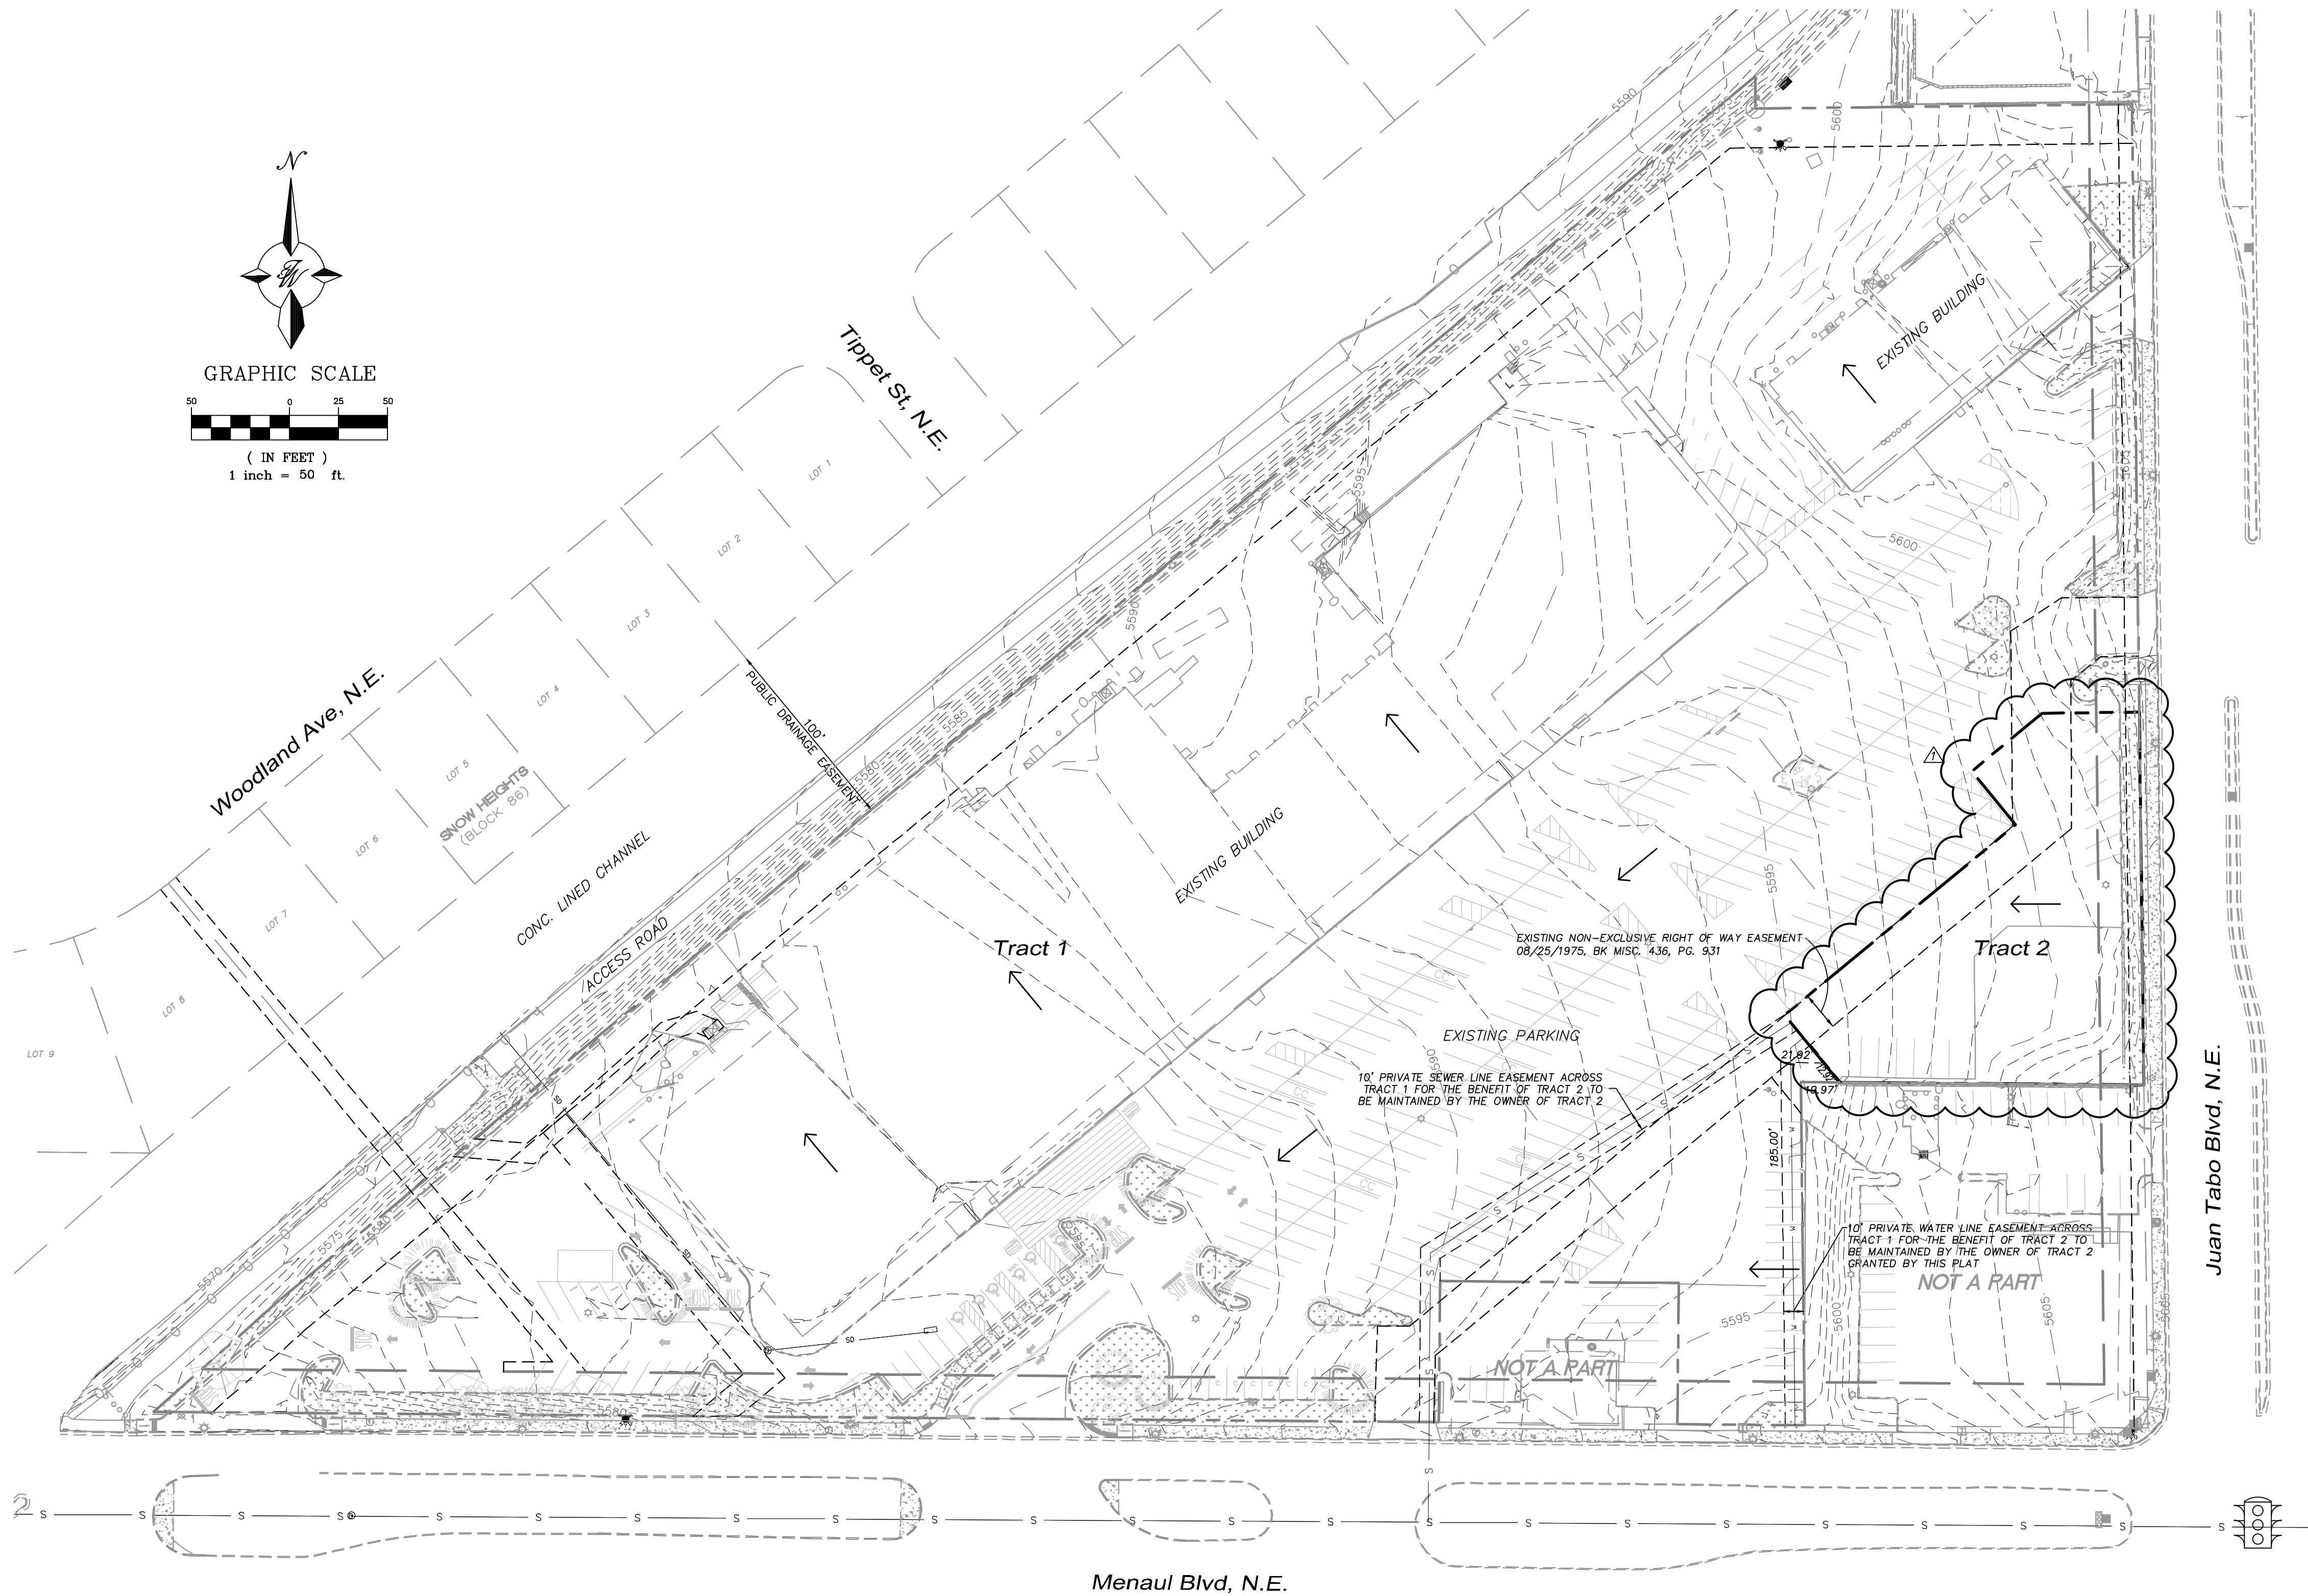 N
GRAPHIC SCALE
50 0 25 50
( IN FEET )
1 inch = 50 ft.
Tippet St, N.E.
Woodland Ave, N.E.
LOT 1
LOT 2
LOT 3
LOT 4
LOT 5
LOT 6
LOT 7
LOT 8
LOT 9
SNOW HEIGHTS
(BLOCK 86)
100'
PUBLIC DRAINAGE EASEMENT
CONC. LINED CHANNEL
ACCESS ROAD
5590
5595
5600
5595
5590
5585
5580
5600
5595
5590
5580
5575
5570
5595
5600
5605
5605
EXISTING BUILDING
EXISTING BUILDING
Tract 1
Tract 2
1
EXISTING NON-EXCLUSIVE RIGHT OF WAY EASEMENT
08/25/1975, BK MISC. 436, PG. 931
EXISTING PARKING
10' PRIVATE SEWER LINE EASEMENT ACROSS
TRACT 1 FOR THE BENEFIT OF TRACT 2 TO
BE MAINTAINED BY THE OWNER OF TRACT 2
21.92'
19.97'
185.00'
10' PRIVATE WATER LINE EASEMENT ACROSS
TRACT 1 FOR THE BENEFIT OF TRACT 2 TO
BE MAINTAINED BY THE OWNER OF TRACT 2
GRANTED BY THIS PLAT
NOT A PART
NOT A PART
SD
Juan Tabo Blvd, N.E.
S S S S S S S S S S S S S S S S S S S S S S S
Menaul Blvd, N.E.